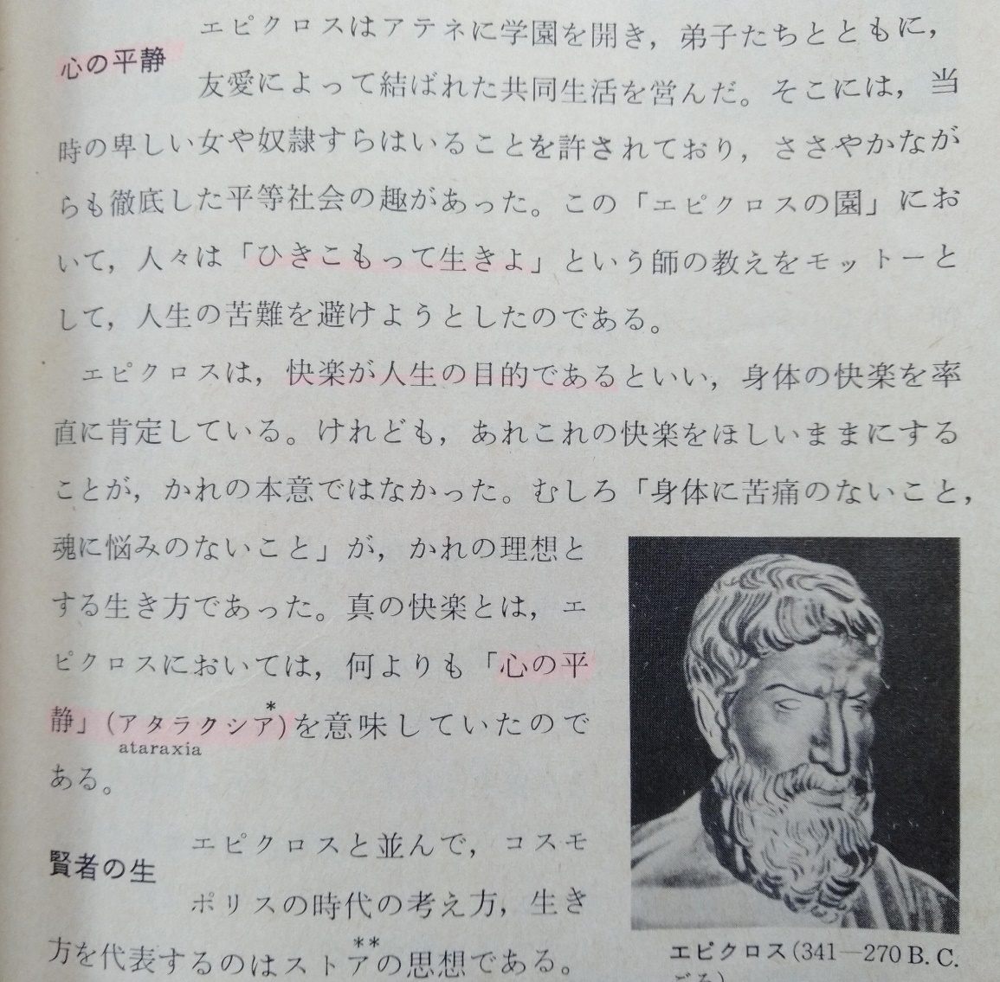 心の平静
エピクロスはアテネに学園を開き，弟子たちとともに，
友愛によって結ばれた共同生活を営んだ。そこには，当
時の卑しい女や奴隷すらはいることを許されており，ささやかなが
らも徹底した平等社会の趣があった。この「エピクロスの園」にお
いて，人々は「ひきこもって生きよ」という師の教えをモットーと
して，人生の苦難を避けようとしたのである。
エピクロスは，快楽が人生の目的であるといい，身体の快楽を率
直に肯定している。けれども，あれこれの快楽をほしいままにする
ことが，かれの本意ではなかった。むしろ「身体に苦痛のないこと，
魂に悩みのないこと」が，かれの理想と
する生き方であった。真の快楽とは，エ
ピクロスにおいては，何よりも「心の平
静」(アタラクシア*)を意味していたので
ataraxia
ある。
賢者の生
エピクロスと並んで，コスモ
ポリスの時代の考え方，生き
方を代表するのはストア**の思想である。
エピクロス(341—270 B. C.
ごろ)